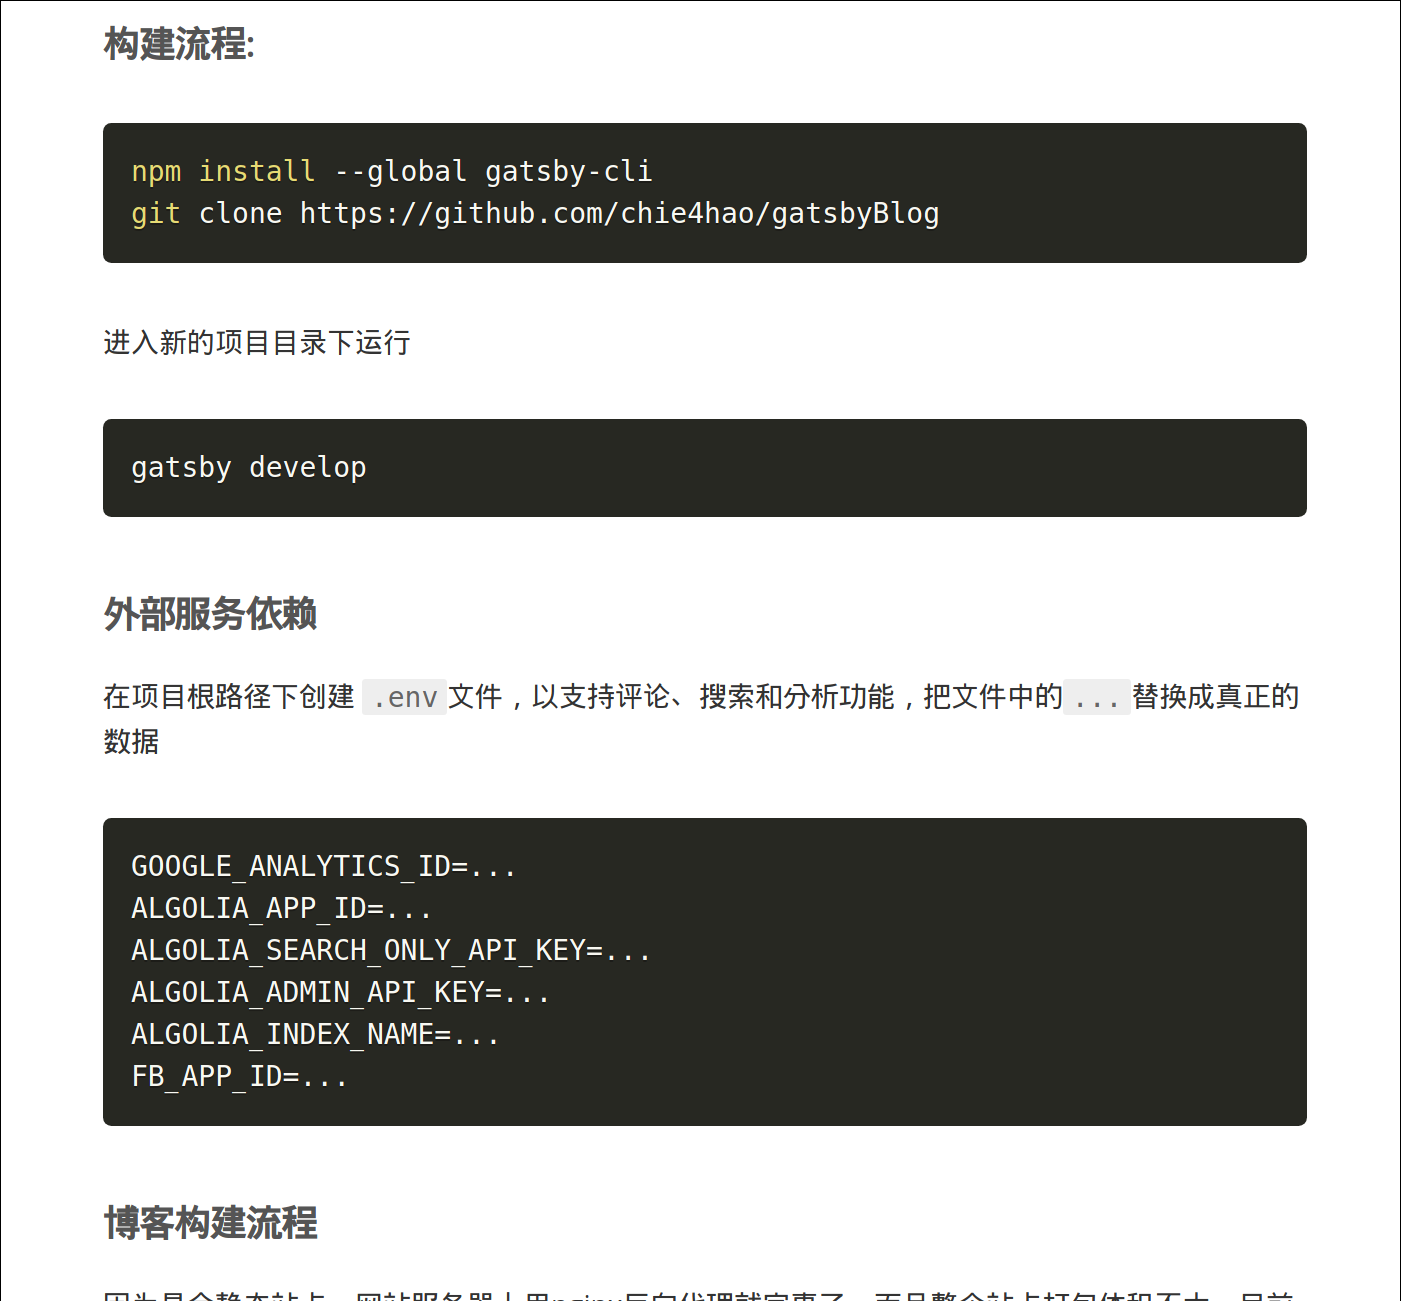 构建流程:
npm install --global gatsby-cli
git clone https://github.com/chie4hao/gatsbyBlog
进入新的项目目录下运行
gatsby develop
外部服务依赖
在项目根路径下创建 .env文件，以支持评论、搜索和分析功能，把文件中的...替换成真正的
数据
GOOGLE_ANALYTICS_ID=...
ALGOLIA_APP_ID=...
ALGOLIA_SEARCH_ONLY_API_KEY=...
ALGOLIA_ADMIN_API_KEY=...
ALGOLIA_INDEX_NAME=...
FB_APP_ID=...
博客构建流程